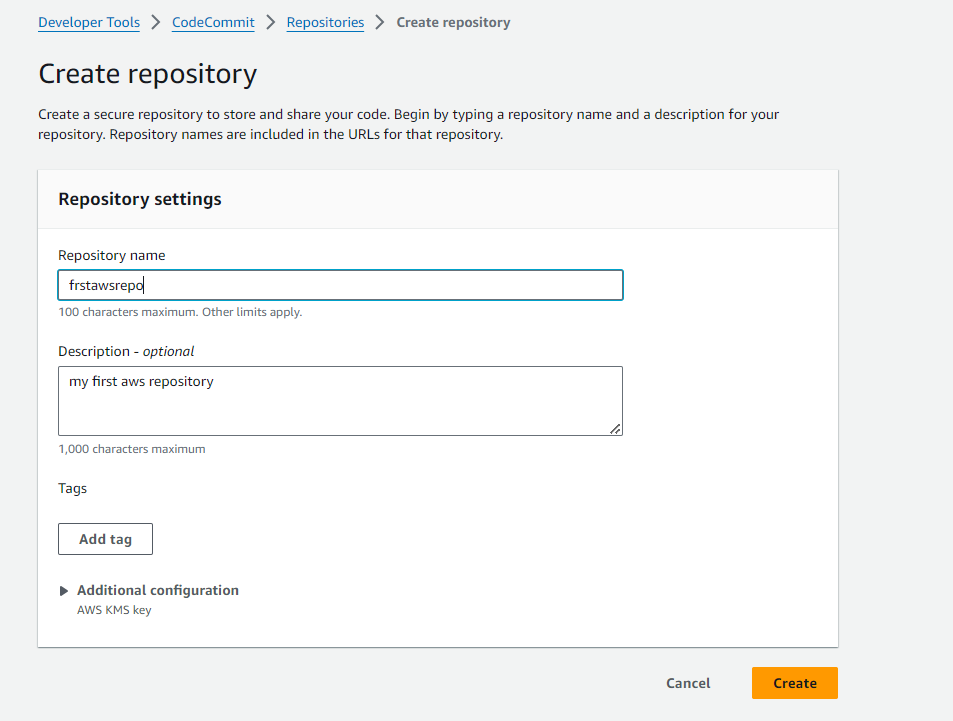 Developer Tools > CodeCommit > Repositories > Create repository
Create repository
Create a secure repository to store and share your code. Begin by typing a repository name and a description for your
repository. Repository names are included in the URLs for that repository.
Repository settings
Repository name
frstawsrepo
100 characters maximum. Other limits apply.
Description - optional
my first aws repository
1,000 characters maximum
Tags
Add tag
Additional configuration
AWS KMS key
Cancel Create